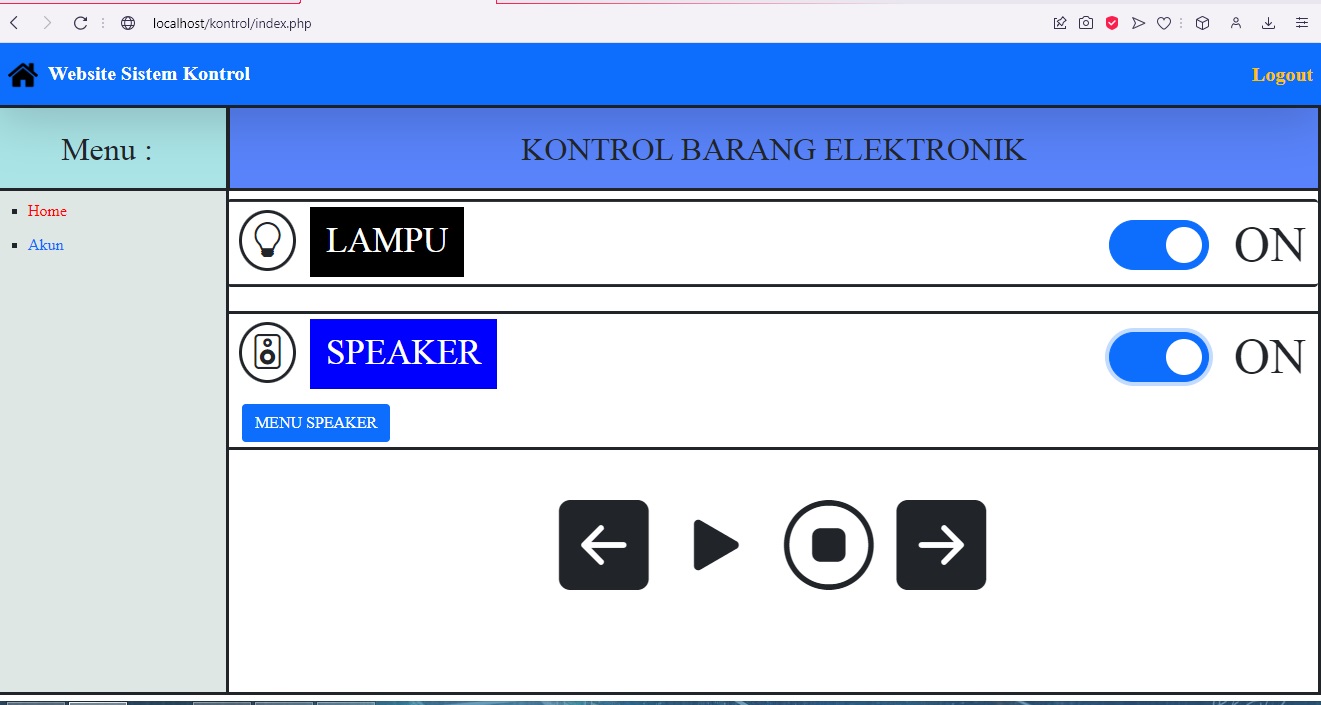 localhost/kontrol/index.php
Website Sistem Kontrol
Logout
Menu :
KONTROL BARANG ELEKTRONIK
Home
Akun
LAMPU
ON
SPEAKER
ON
MENU SPEAKER